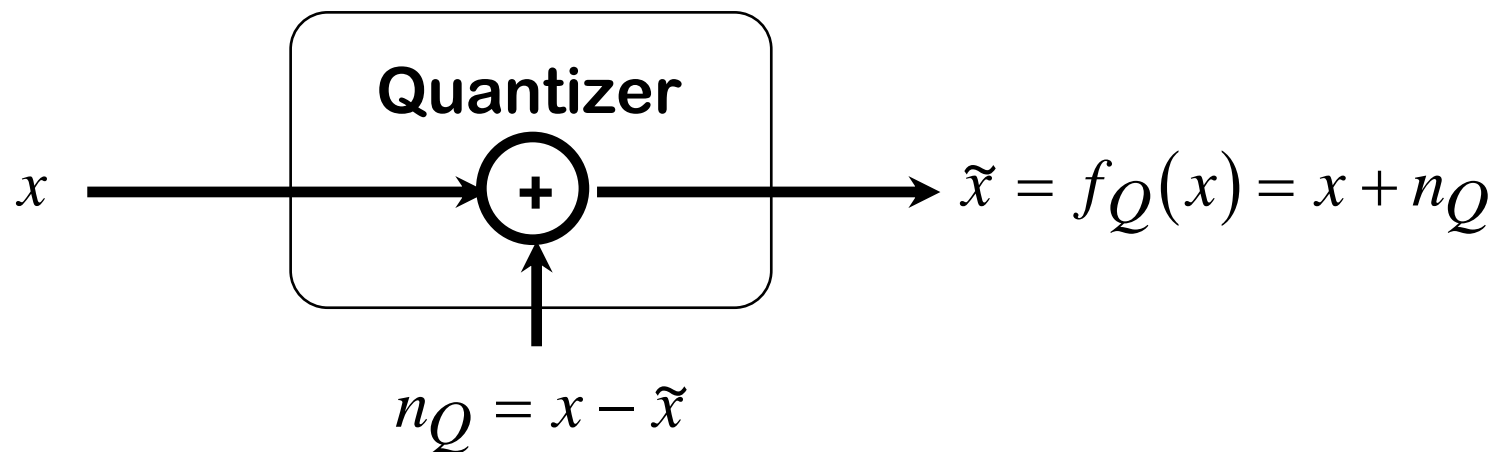 Quantizer
x
+
x̃ = f_Q(x) = x + n_Q
n_Q = x − x̃